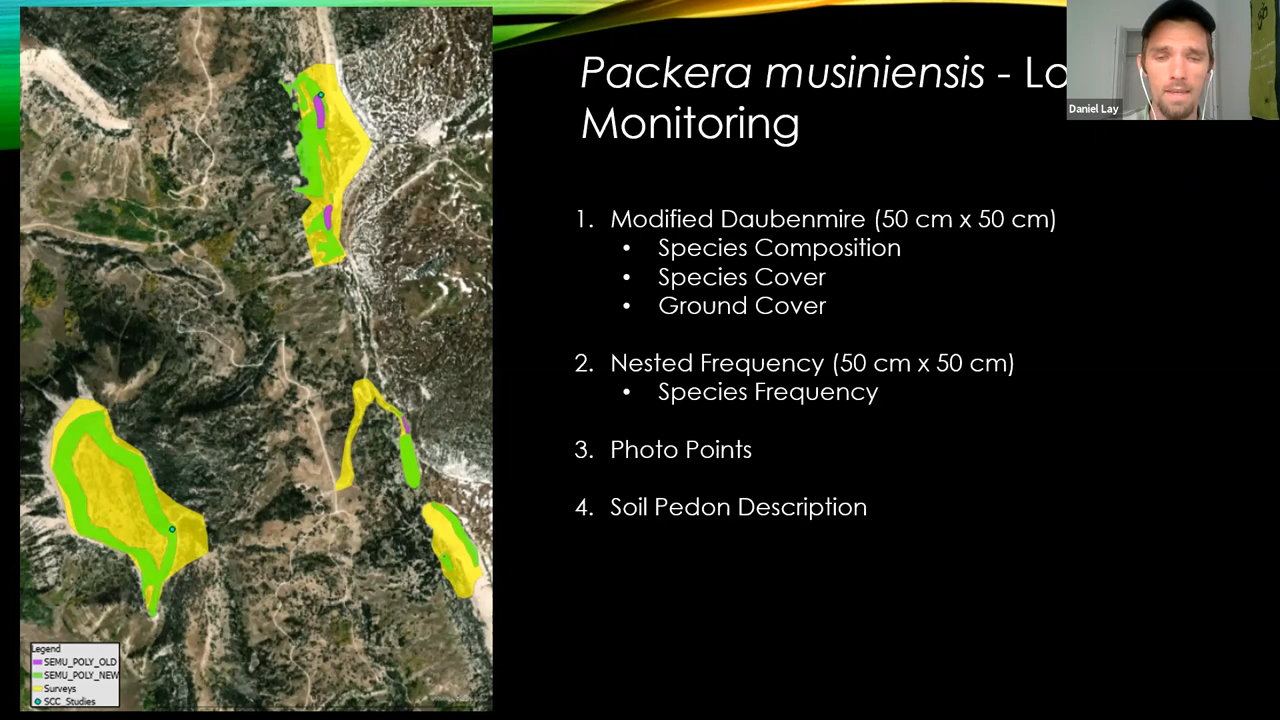 Packera musiniensis - Lo
Monitoring
Daniel Lay
1. Modified Daubenmire (50 cm x 50 cm)
• Species Composition
• Species Cover
• Ground Cover
2. Nested Frequency (50 cm x 50 cm)
• Species Frequency
3. Photo Points
4. Soil Pedon Description
Legend
SEMU_POLY_OLD
SEMU_POLY_NEW
Surveys
SCC_Studies